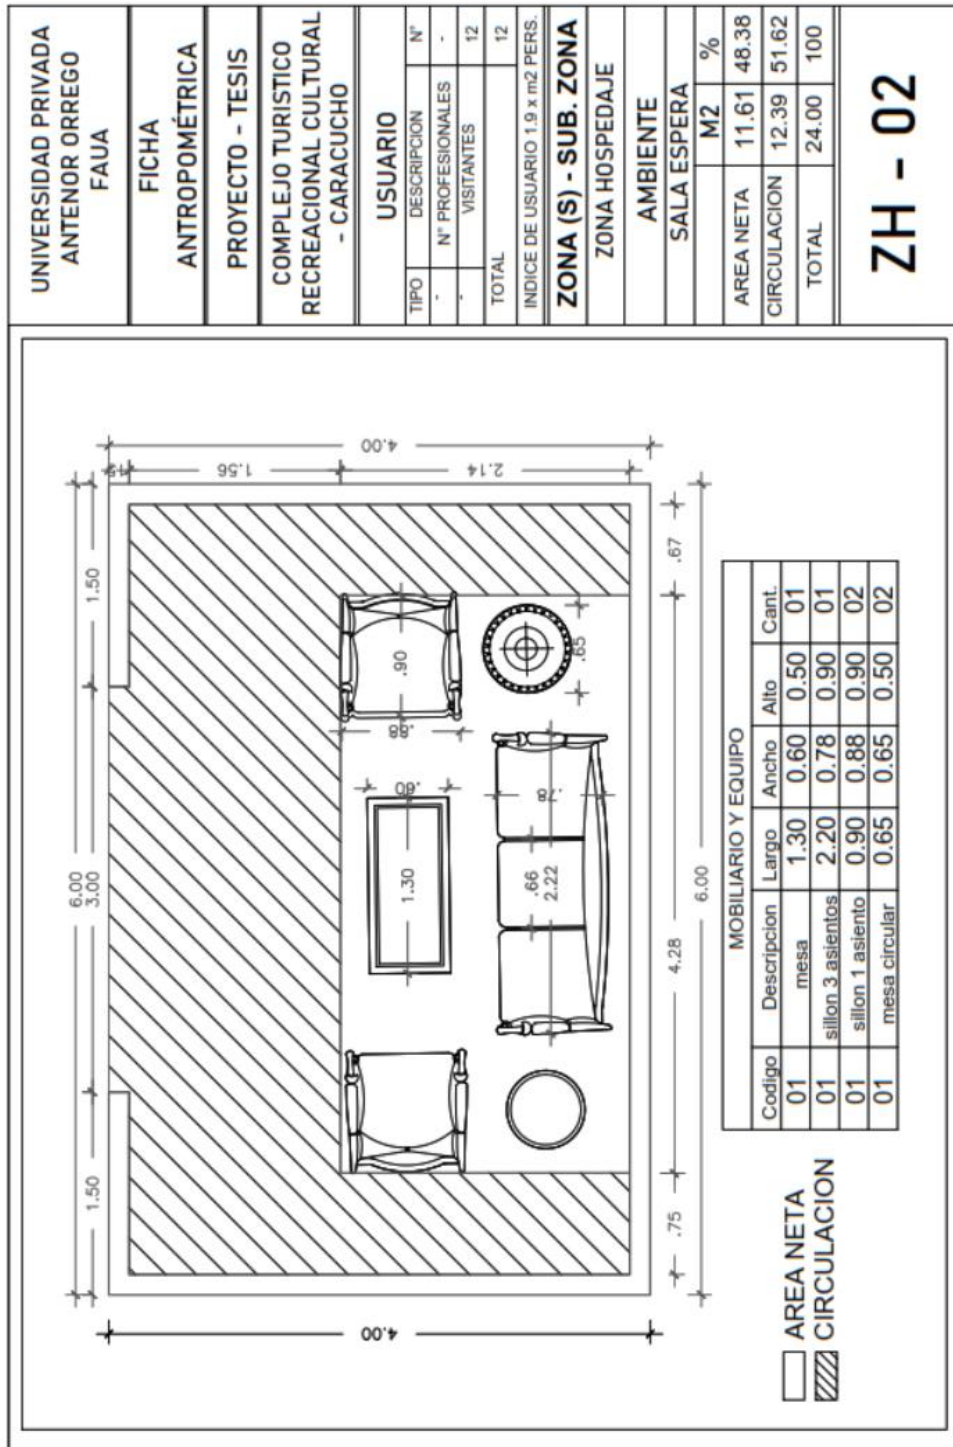 UNIVERSIDAD PRIVADA
ANTENOR ORREGO
FAUA
FICHA
ANTROPOMÉTRICA
PROYECTO - TESIS
COMPLEJO TURISTICO
RECREACIONAL CULTURAL
- CARACUCHO
USUARIO
TIPO DESCRIPCION N°
- N° PROFESIONALES -
- VISITANTES 12
TOTAL 12
INDICE DE USUARIO 1.9 x m2 PERS.
ZONA (S) - SUB. ZONA
ZONA HOSPEDAJE
AMBIENTE
SALA ESPERA
M2 %
AREA NETA 11.61 48.38
CIRCULACION 12.39 51.62
TOTAL 24.00 100
ZH - 02
6.00
1.50 3.00 1.50
4.00
.15
1.56
2.14
4.00
.90
.88
.60
1.30
.65
.78
.66
2.22
.75 4.28 .67
6.00
MOBILIARIO Y EQUIPO
Codigo Descripcion Largo Ancho Alto Cant.
01 mesa 1.30 0.60 0.50 01
01 sillon 3 asientos 2.20 0.78 0.90 01
01 sillon 1 asiento 0.90 0.88 0.90 02
01 mesa circular 0.65 0.65 0.50 02
AREA NETA
CIRCULACION